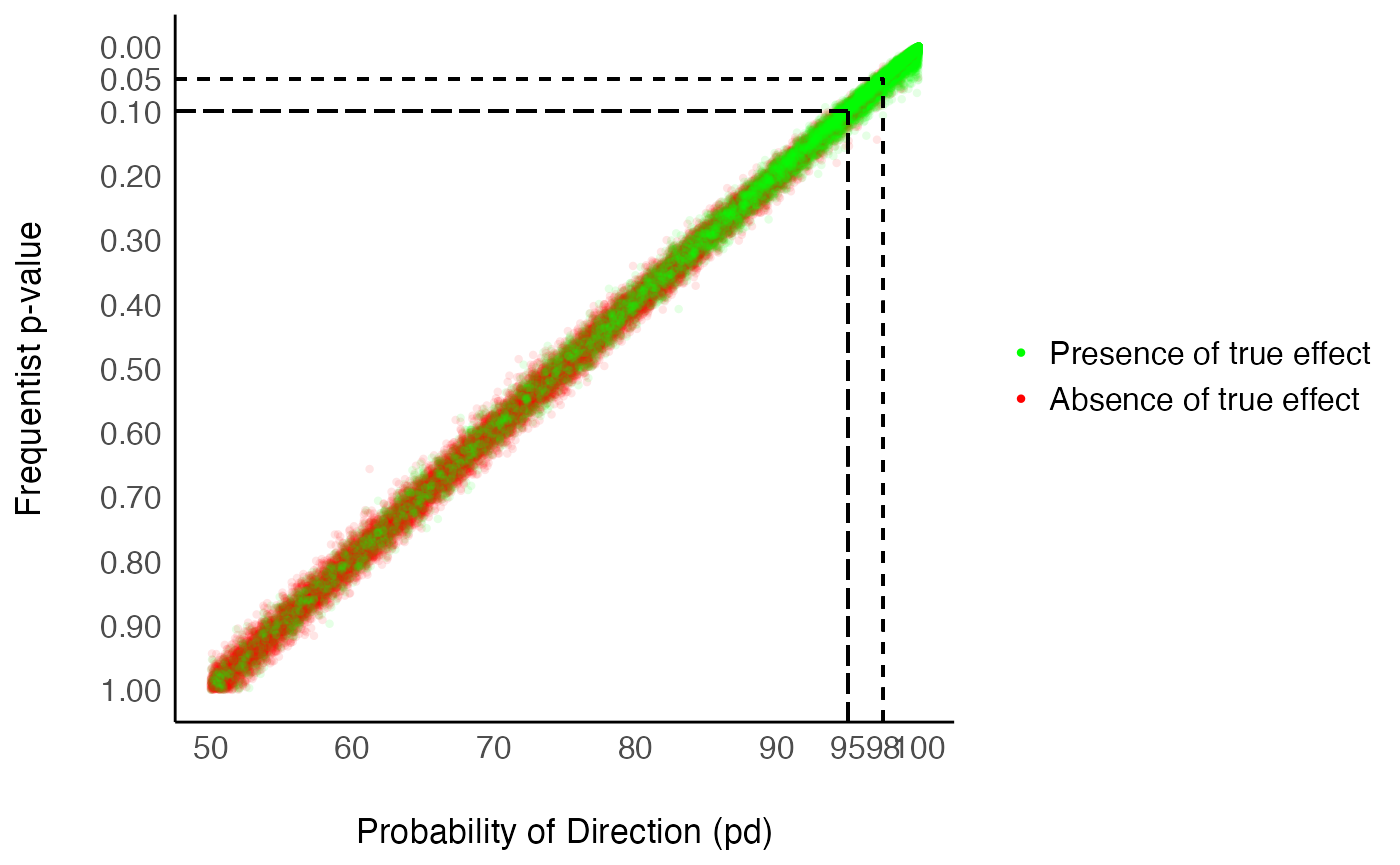 0.00
0.05
0.10
0.20
0.30
0.40
0.50
0.60
0.70
0.80
0.90
1.00
Frequentist p-value
50 60 70 80 90 95 98 100
Probability of Direction (pd)
Presence of true effect
Absence of true effect